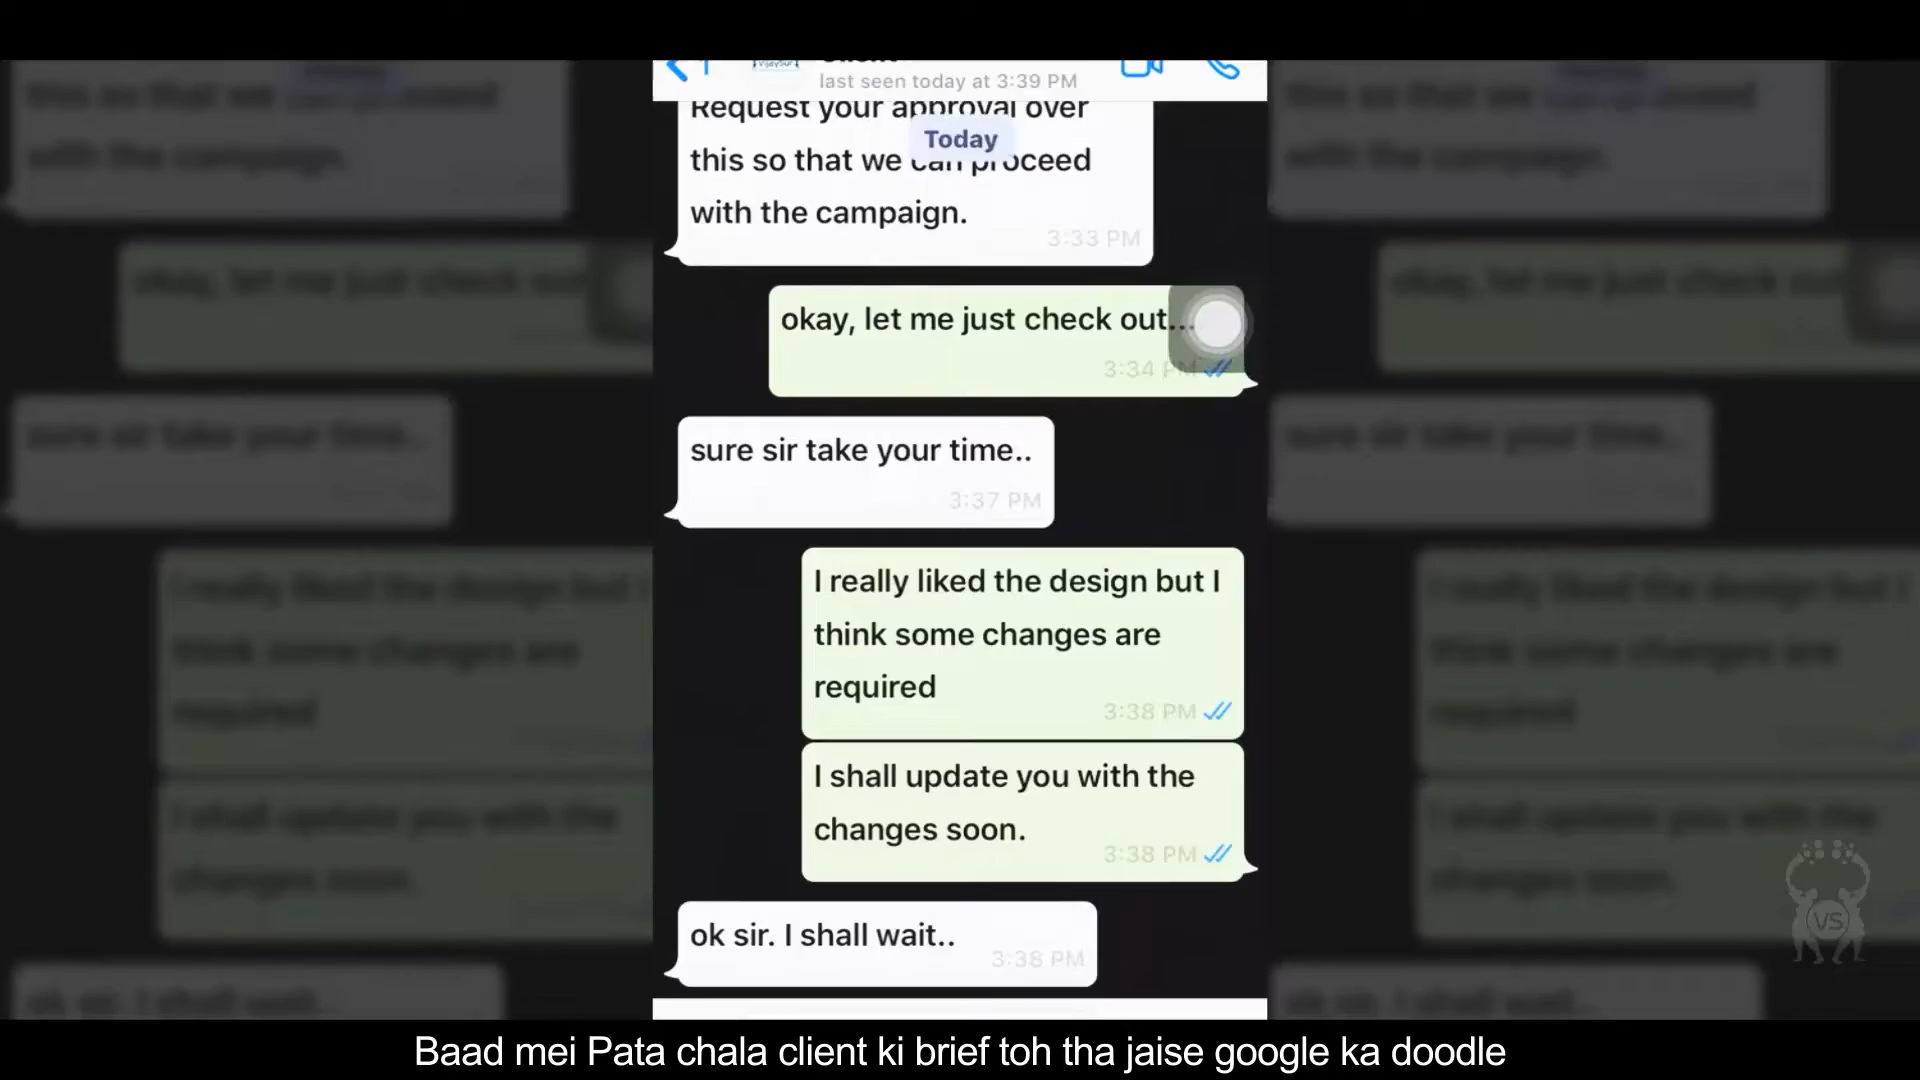 last seen today at 3:39 PM
Request your approval over
Today
this so that we can proceed
with the campaign.
3:33 PM
okay, let me just check out...
3:34 PM
sure sir take your time..
3:37 PM
I really liked the design but I
think some changes are
required
3:38 PM
I shall update you with the
changes soon.
3:38 PM
ok sir. I shall wait..
3:38 PM
VS
Baad mei Pata chala client ki brief toh tha jaise google ka doodle